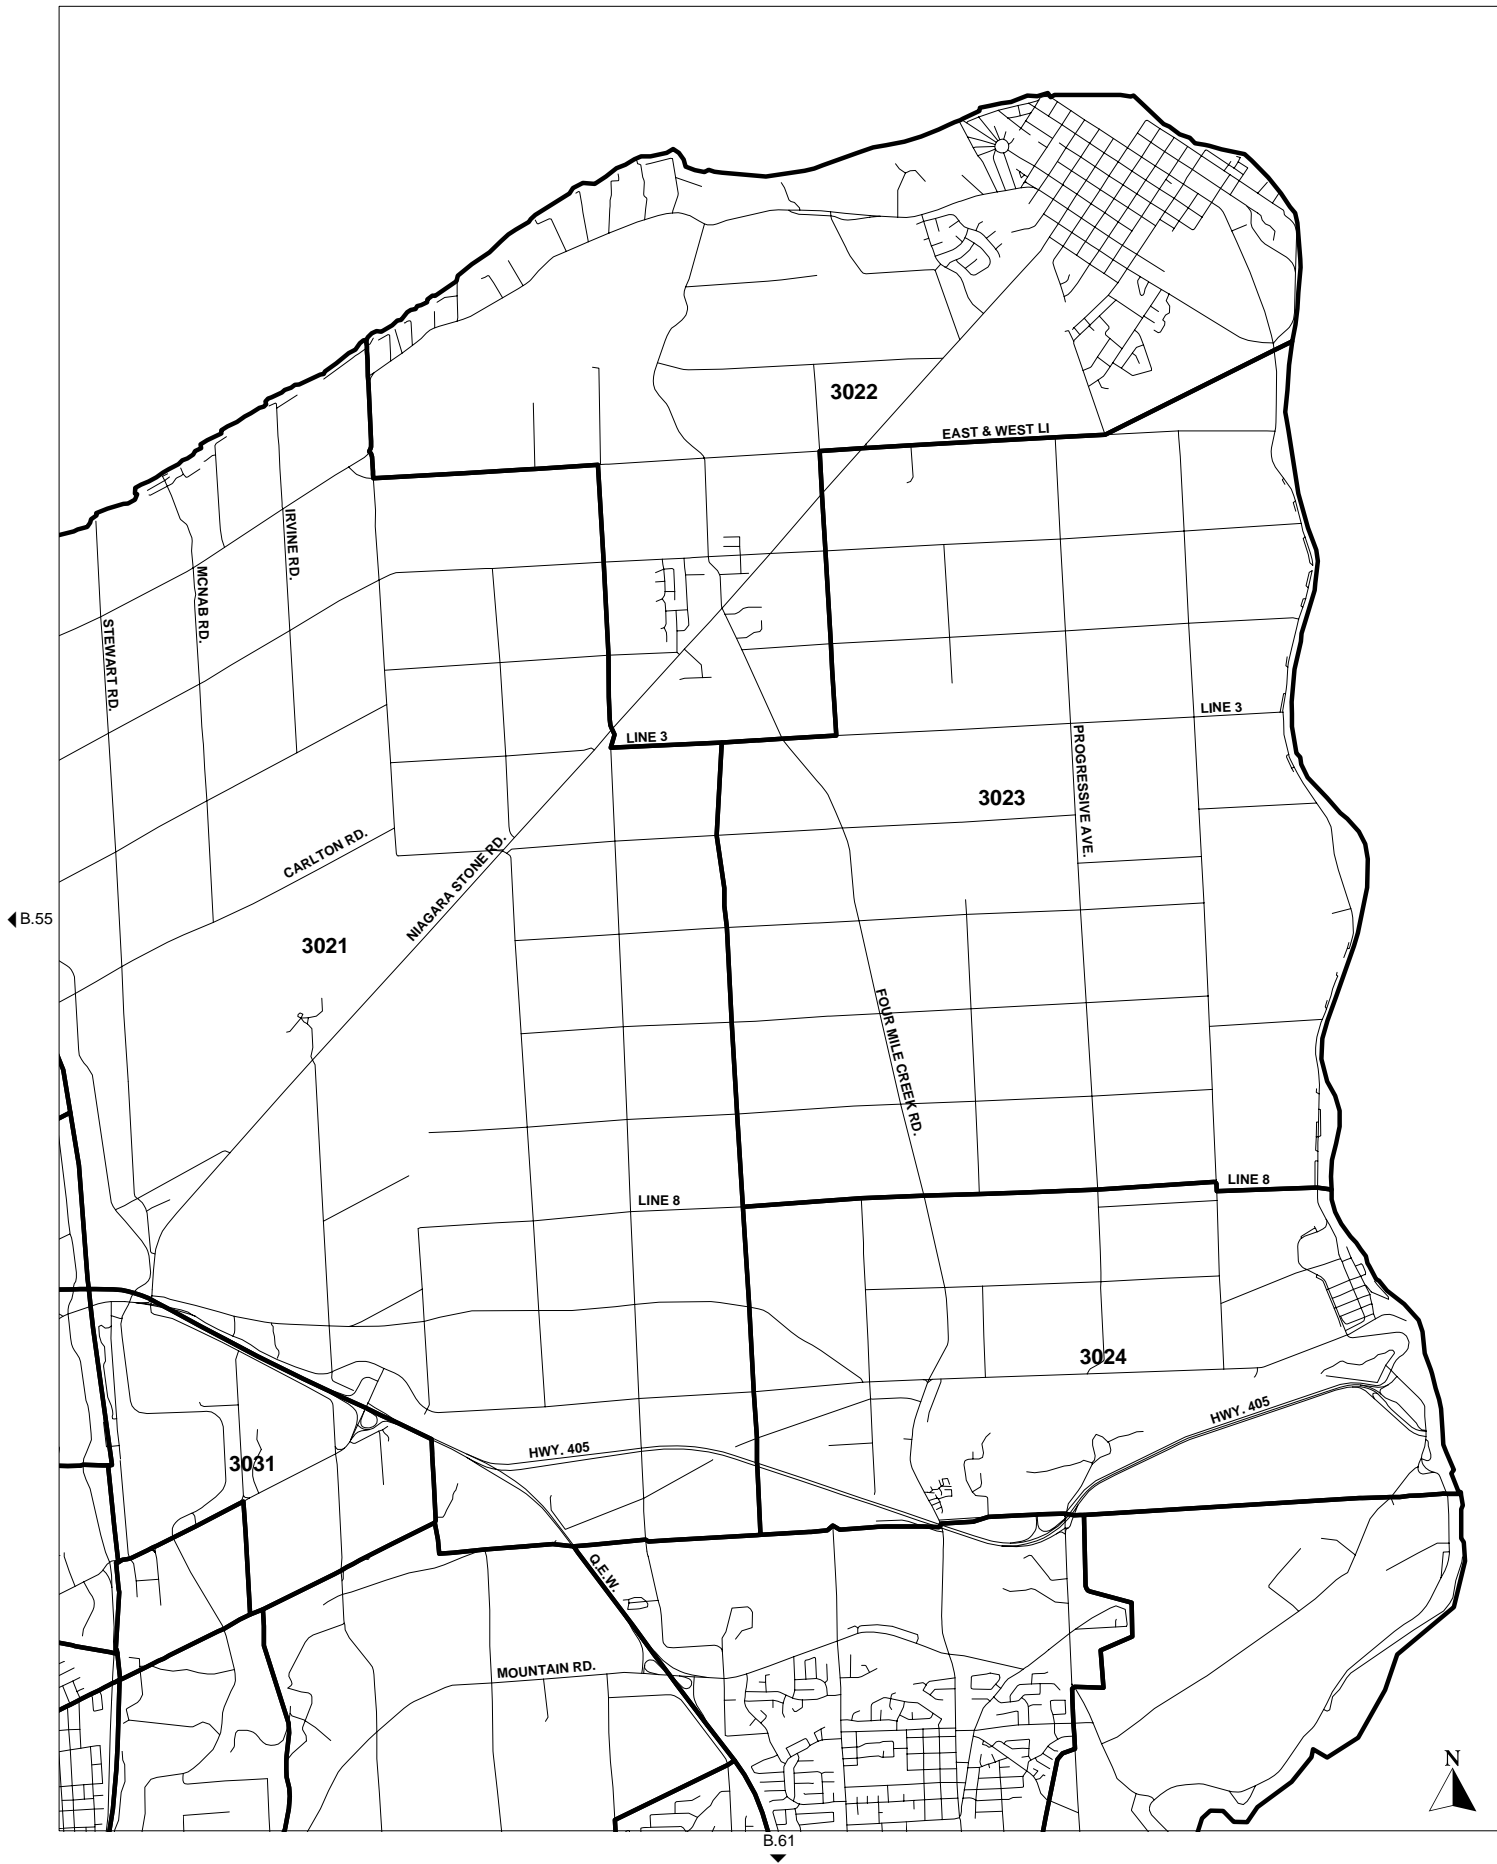 3022
EAST & WEST LI
IRVINE RD.
MCNAB RD.
STEWART RD.
LINE 3
LINE 3
PROGRESSIVE AVE.
3023
CARLTON RD.
NIAGARA STONE RD.
B.55
3021
FOUR MILE CREEK RD.
LINE 8
LINE 8
3024
HWY. 405
HWY. 405
3031
Q.E.W.
MOUNTAIN RD.
N
B.61